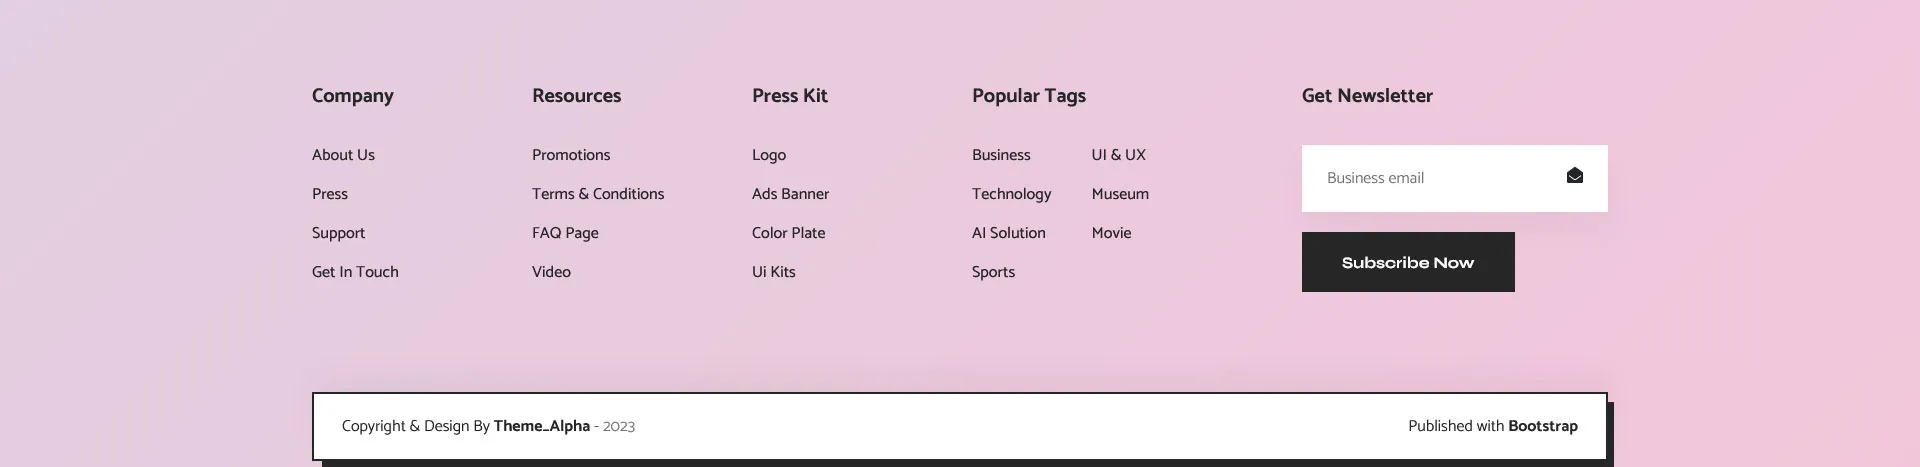 Company
About Us
Press
Support
Get In Touch
Resources
Promotions
Terms & Conditions
FAQ Page
Video
Press Kit
Logo
Ads Banner
Color Plate
Ui Kits
Popular Tags
Business
Technology
AI Solution
Sports
UI & UX
Museum
Movie
Get Newsletter
Business email
Subscribe Now
Copyright & Design By Theme_Alpha - 2023
Published with Bootstrap